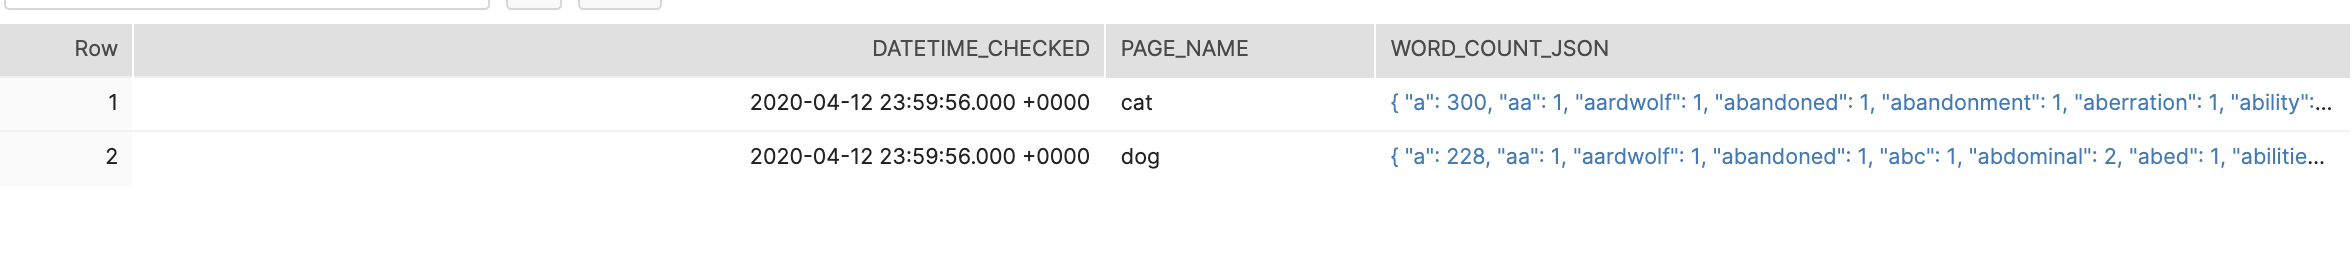 Row DATETIME_CHECKED PAGE_NAME WORD_COUNT_JSON
1 2020-04-12 23:59:56.000 +0000 cat { "a": 300, "aa": 1, "aardwolf": 1, "abandoned": 1, "abandonment": 1, "aberration": 1, "ability":...
2 2020-04-12 23:59:56.000 +0000 dog { "a": 228, "aa": 1, "aardwolf": 1, "abandoned": 1, "abc": 1, "abdominal": 2, "abed": 1, "abilitie...